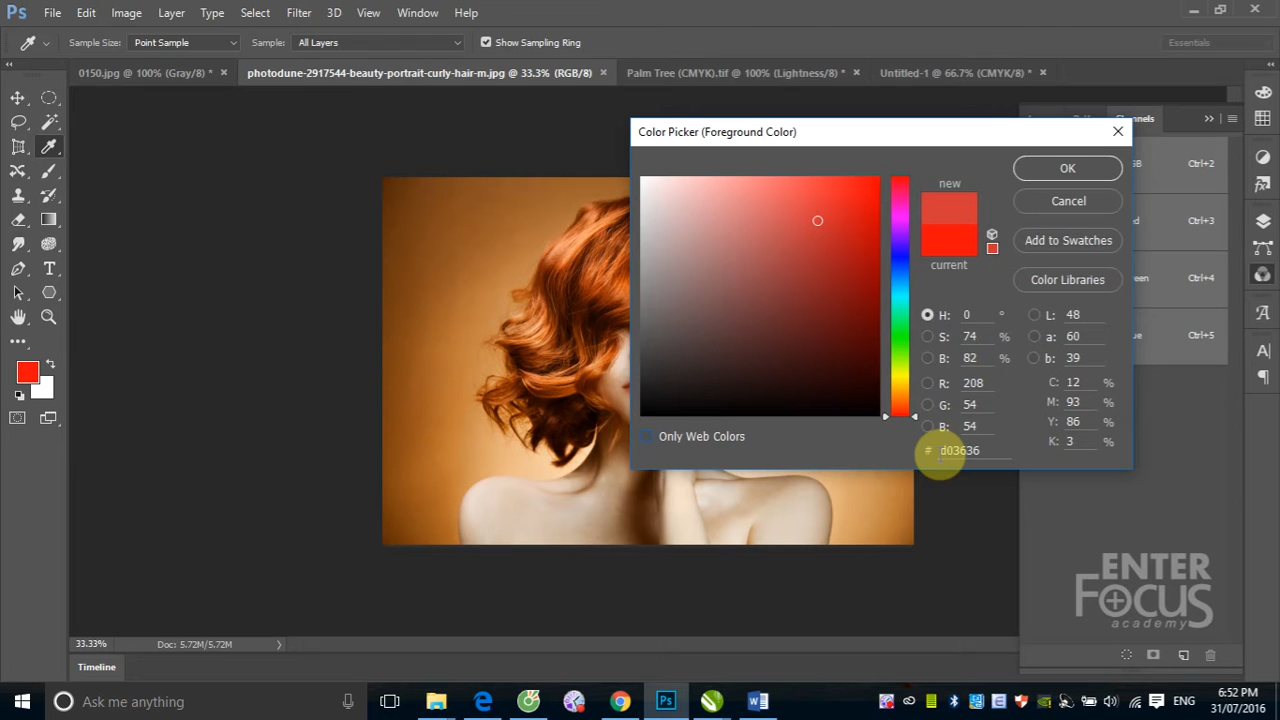 Ps File Edit Image Layer Type Select Filter 3D View Window Help
Sample Size: Point Sample Sample: All Layers Show Sampling Ring Essentials
0150.jpg @ 100% (Gray/8) * × photodune-2917544-beauty-portrait-curly-hair-m.jpg @ 33.3% (RGB/8) × Palm Tree (CMYK).tif @ 100% (Lightness/8) * × Untitled-1 @ 66.7% (CMYK/8) * ×
Color Picker (Foreground Color)
new
current
OK
Cancel
Add to Swatches
Color Libraries
H: 0 °
S: 74 %
B: 82 %
R: 208
G: 54
B: 54
# d03636
L: 48
a: 60
b: 39
C: 12 %
M: 93 %
Y: 86 %
K: 3 %
Only Web Colors
Ctrl+2
Ctrl+3
Ctrl+4
Ctrl+5
ENTER
FOCUS
academy
33.33% Doc: 5.72M/5.72M
Timeline
Ask me anything
ENG
6:52 PM
31/07/2016